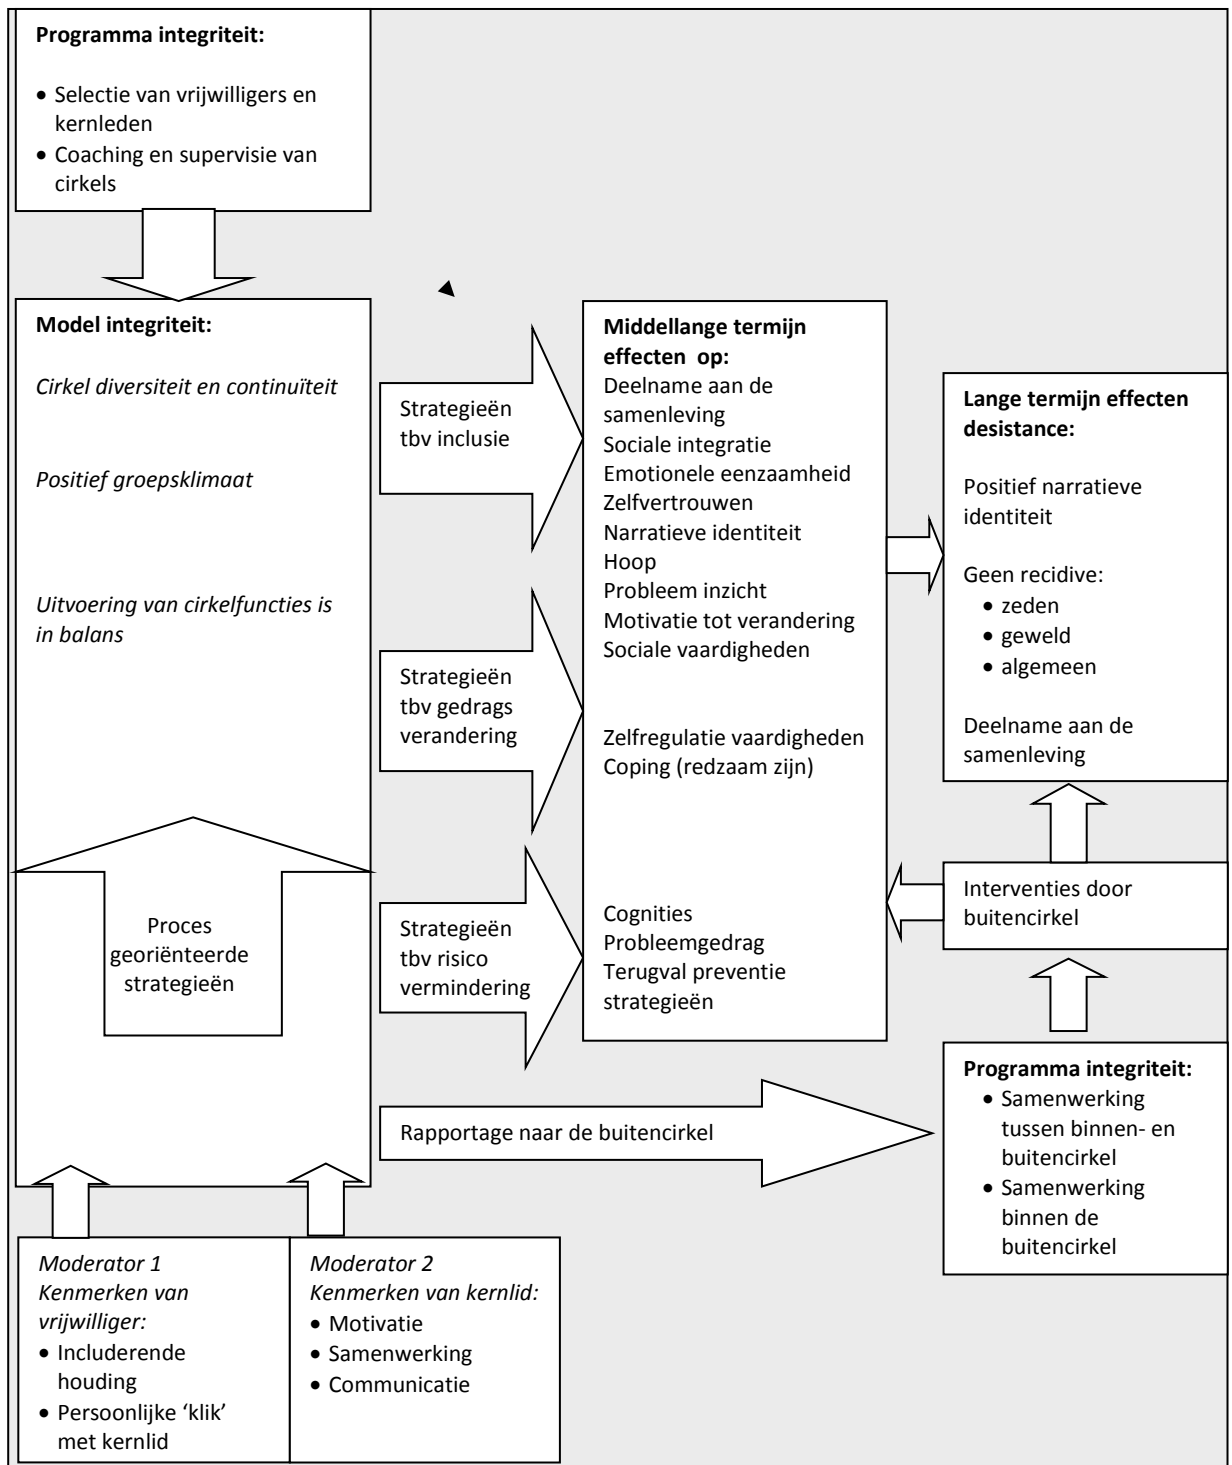 Programma integriteit:
• Selectie van vrijwilligers en
kernleden
• Coaching en supervisie van
cirkels
Model integriteit:
Cirkel diversiteit en continuïteit
Positief groepsklimaat
Uitvoering van cirkelfuncties is
in balans
Proces
georiënteerde
strategieën
Strategieën
tbv inclusie
Strategieën
tbv gedrags
verandering
Strategieën
tbv risico
vermindering
Middellange termijn
effecten op:
Deelname aan de
samenleving
Sociale integratie
Emotionele eenzaamheid
Zelfvertrouwen
Narratieve identiteit
Hoop
Probleem inzicht
Motivatie tot verandering
Sociale vaardigheden
Zelfregulatie vaardigheden
Coping (redzaam zijn)
Cognities
Probleemgedrag
Terugval preventie
strategieën
Lange termijn effecten
desistance:
Positief narratieve
identiteit
Geen recidive:
• zeden
• geweld
• algemeen
Deelname aan de
samenleving
Interventies door
buitencirkel
Rapportage naar de buitencirkel
Programma integriteit:
• Samenwerking
tussen binnen- en
buitencirkel
• Samenwerking
binnen de
buitencirkel
Moderator 1
Kenmerken van
vrijwilliger:
• Includerende
houding
• Persoonlijke ‘klik’
met kernlid
Moderator 2
Kenmerken van kernlid:
• Motivatie
• Samenwerking
• Communicatie